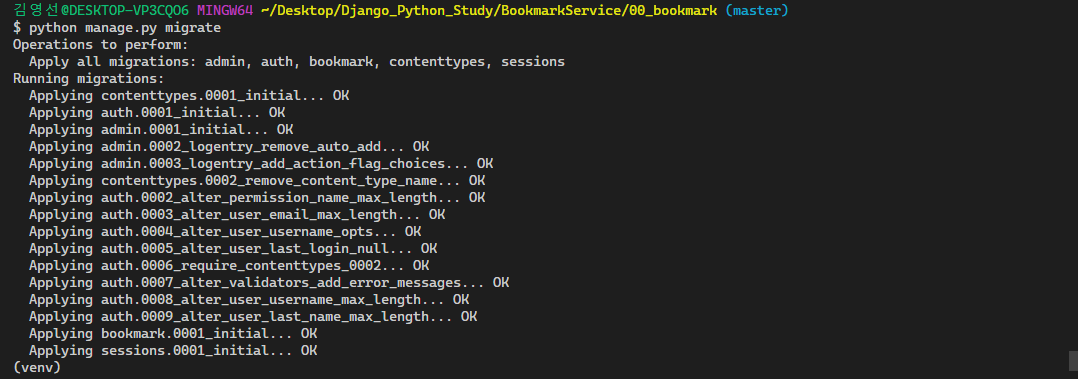 김영선@DESKTOP-VP3CQO6 MINGW64 ~/Desktop/Django_Python_Study/BookmarkService/00_bookmark (master)
$ python manage.py migrate
Operations to perform:
  Apply all migrations: admin, auth, bookmark, contenttypes, sessions
Running migrations:
  Applying contenttypes.0001_initial... OK
  Applying auth.0001_initial... OK
  Applying admin.0001_initial... OK
  Applying admin.0002_logentry_remove_auto_add... OK
  Applying admin.0003_logentry_add_action_flag_choices... OK
  Applying contenttypes.0002_remove_content_type_name... OK
  Applying auth.0002_alter_permission_name_max_length... OK
  Applying auth.0003_alter_user_email_max_length... OK
  Applying auth.0004_alter_user_username_opts... OK
  Applying auth.0005_alter_user_last_login_null... OK
  Applying auth.0006_require_contenttypes_0002... OK
  Applying auth.0007_alter_validators_add_error_messages... OK
  Applying auth.0008_alter_user_username_max_length... OK
  Applying auth.0009_alter_user_last_name_max_length... OK
  Applying bookmark.0001_initial... OK
  Applying sessions.0001_initial... OK
(venv)